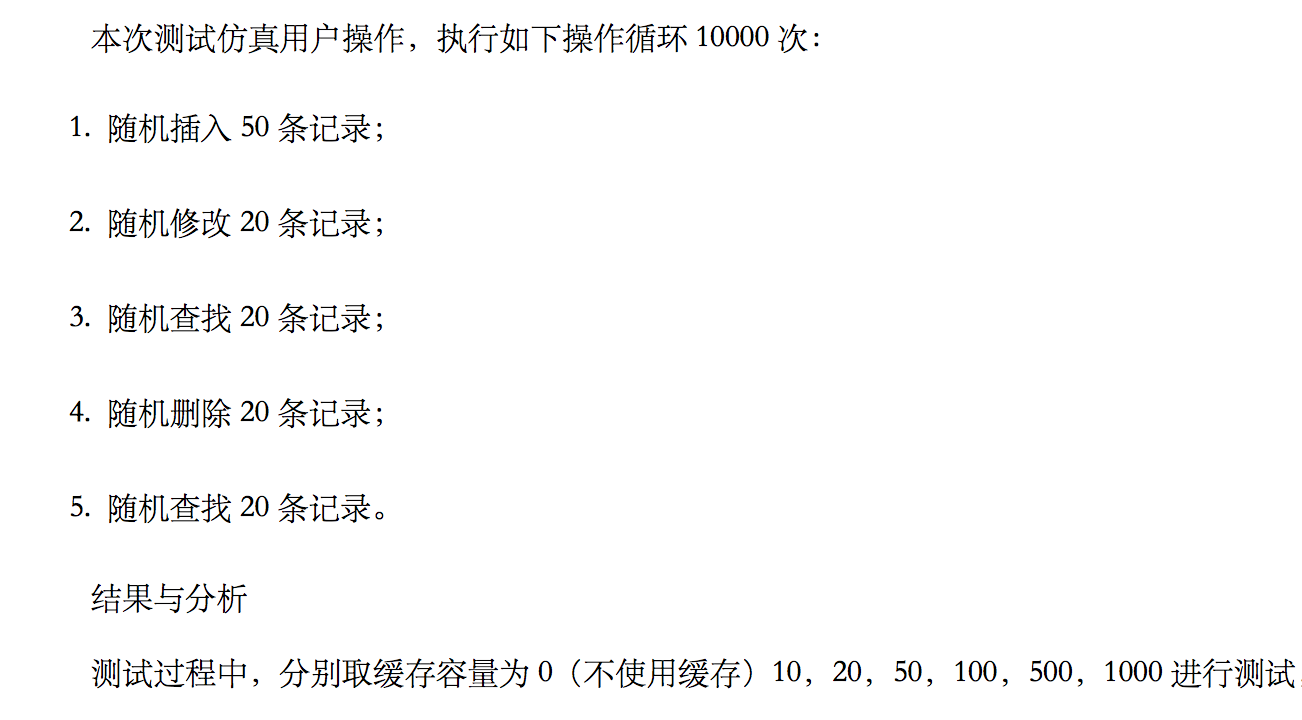 本次测试仿真用户操作，执行如下操作循环 10000 次：
1. 随机插入 50 条记录；
2. 随机修改 20 条记录；
3. 随机查找 20 条记录；
4. 随机删除 20 条记录；
5. 随机查找 20 条记录。
结果与分析
测试过程中，分别取缓存容量为 0（不使用缓存）10，20，50，100，500，1000 进行测试，